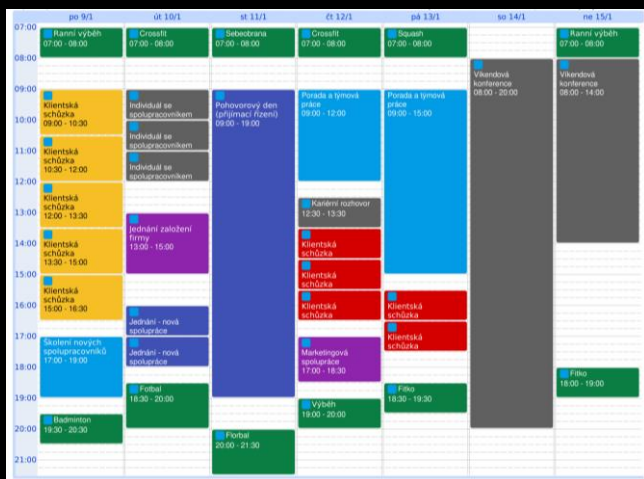 po 9/1
út 10/1
st 11/1
čt 12/1
pá 13/1
so 14/1
ne 15/1
07:00
08:00
09:00
10:00
11:00
12:00
13:00
14:00
15:00
16:00
17:00
18:00
19:00
20:00
21:00
Ranní výběh
07:00 - 08:00
Klientská
schůzka
09:00 - 10:30
Klientská
schůzka
10:30 - 12:00
Klientská
schůzka
12:00 - 13:30
Klientská
schůzka
13:30 - 15:00
Klientská
schůzka
15:00 - 16:30
Školení nových
spolupracovníků
17:00 - 19:00
Badminton
19:30 - 20:30
Crossfit
07:00 - 08:00
Individuál se
spolupracovníkem
Individuál se
spolupracovníkem
Individuál se
spolupracovníkem
Jednání založení
firmy
13:00 - 15:00
Jednání - nová
spolupráce
Jednání - nová
spolupráce
Fotbal
18:30 - 20:00
Sebeobrana
07:00 - 08:00
Pohovorový den
(přijímací řízení)
09:00 - 19:00
Florbal
20:00 - 21:30
Crossfit
07:00 - 08:00
Porada a týmová
práce
09:00 - 12:00
Kariérní rozhovor
12:30 - 13:30
Klientská
schůzka
Klientská
schůzka
Klientská
schůzka
Marketingová
spolupráce
17:00 - 18:30
Výběh
19:00 - 20:00
Squash
07:00 - 08:00
Porada a týmová
práce
09:00 - 15:00
Klientská
schůzka
Klientská
schůzka
Fitko
18:30 - 19:30
Víkendová
konference
08:00 - 20:00
Ranní výběh
07:00 - 08:00
Víkendová
konference
08:00 - 14:00
Fitko
18:00 - 19:00